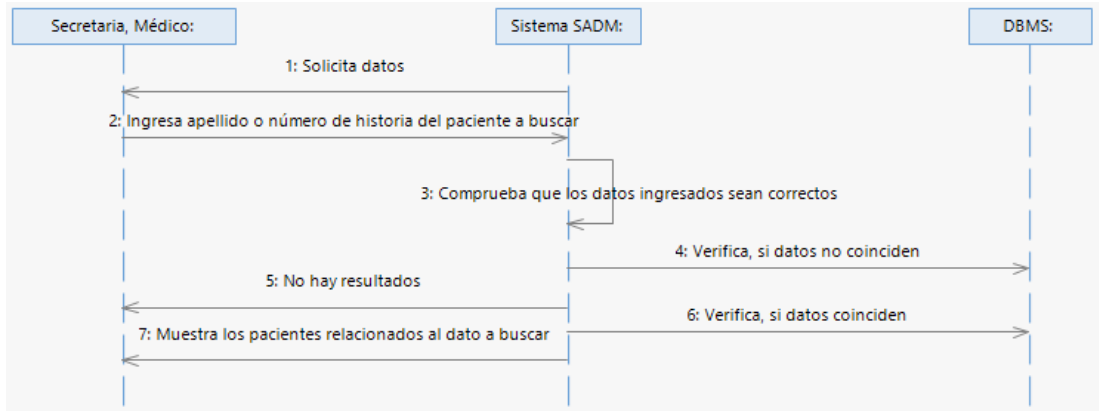 Secretaria, Médico:
Sistema SADM:
DBMS:
1: Solicita datos
2: Ingresa apellido o número de historia del paciente a buscar
3: Comprueba que los datos ingresados sean correctos
4: Verifica, si datos no coinciden
5: No hay resultados
6: Verifica, si datos coinciden
7: Muestra los pacientes relacionados al dato a buscar